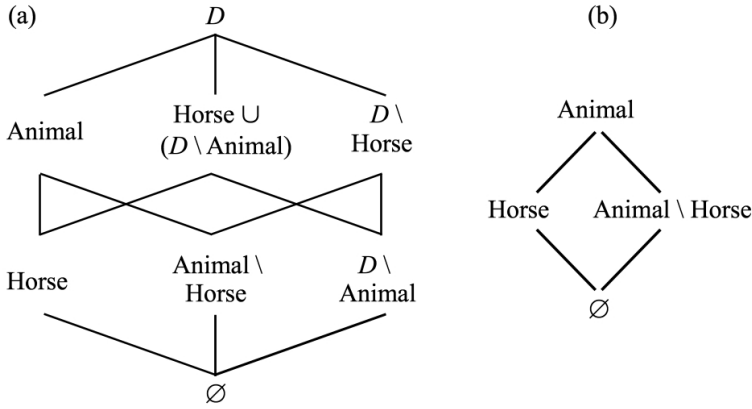 (a)
D
Animal
Horse ∪
(D \ Animal)
D \
Horse
Horse
Animal \
Horse
D \
Animal
∅
(b)
Animal
Horse
Animal \ Horse
∅